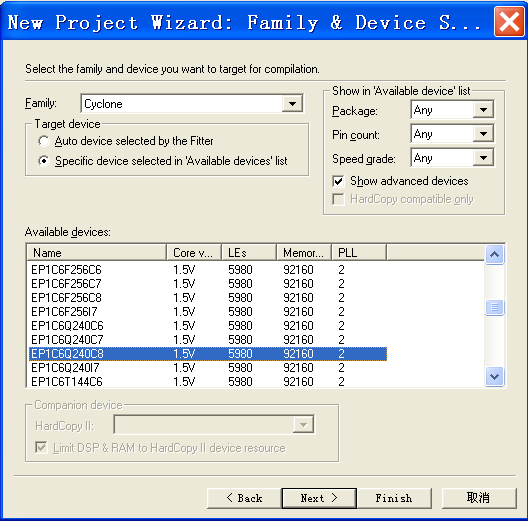 New Project Wizard: Family & Device S...
Select the family and device you want to target for compilation.
Family: Cyclone
Target device
Auto device selected by the Fitter
Specific device selected in 'Available devices' list
Show in 'Available device' list
Package: Any
Pin count: Any
Speed grade: Any
Show advanced devices
HardCopy compatible only
Available devices:
Name Core v... LEs Memor... PLL
EP1C6F256C6 1.5V 5980 92160 2
EP1C6F256C7 1.5V 5980 92160 2
EP1C6F256C8 1.5V 5980 92160 2
EP1C6F256I7 1.5V 5980 92160 2
EP1C6Q240C6 1.5V 5980 92160 2
EP1C6Q240C7 1.5V 5980 92160 2
EP1C6Q240C8 1.5V 5980 92160 2
EP1C6Q240I7 1.5V 5980 92160 2
EP1C6T144C6 1.5V 5980 92160 2
Companion device
HardCopy II:
Limit DSP & RAM to HardCopy II device resource
< Back Next > Finish 取消